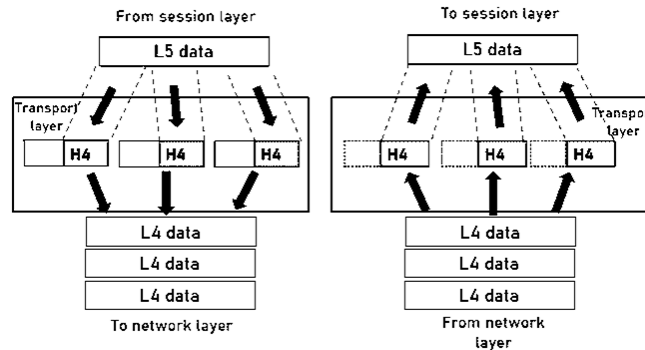 From session layer
L5 data
Transport
layer
H4
H4
H4
L4 data
L4 data
L4 data
To network layer
To session layer
L5 data
Transport
layer
H4
H4
H4
L4 data
L4 data
L4 data
From network
layer